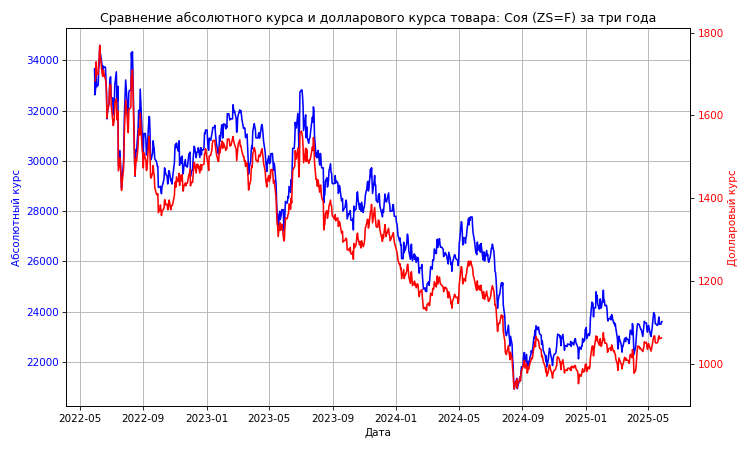 Сравнение абсолютного курса и долларового курса товара: Соя (ZS=F) за три года
Абсолютный курс
34000
32000
30000
28000
26000
24000
22000
1800
1600
1400
1200
1000
Долларовый курс
2022-05 2022-09 2023-01 2023-05 2023-09 2024-01 2024-05 2024-09 2025-01 2025-05
Дата